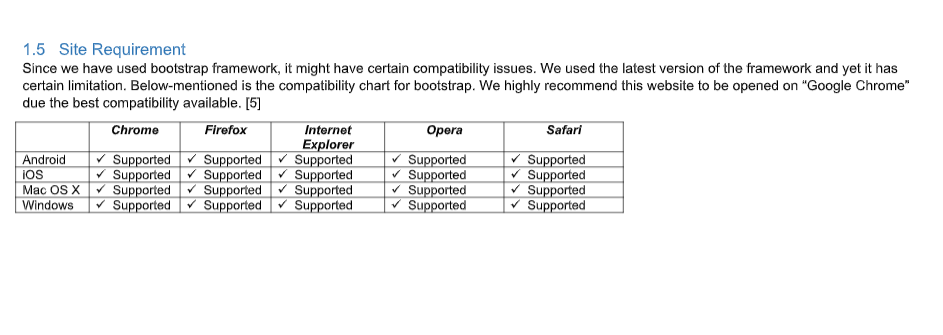 1.5 Site Requirement
Since we have used bootstrap framework, it might have certain compatibility issues. We used the latest version of the framework and yet it has
certain limitation. Below-mentioned is the compatibility chart for bootstrap. We highly recommend this website to be opened on "Google Chrome"
due the best compatibility available. [5]
Chrome Firefox Internet Explorer Opera Safari
Android ✓ Supported ✓ Supported ✓ Supported ✓ Supported ✓ Supported
iOS ✓ Supported ✓ Supported ✓ Supported ✓ Supported ✓ Supported
Mac OS X ✓ Supported ✓ Supported ✓ Supported ✓ Supported ✓ Supported
Windows ✓ Supported ✓ Supported ✓ Supported ✓ Supported ✓ Supported